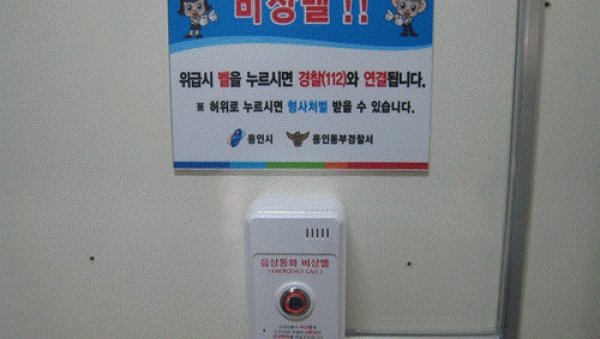 비상벨!!
위급시 벨을 누르시면 경찰(112)와 연결됩니다.
※ 허위로 누르시면 형사처벌 받을 수 있습니다.
용인시 용인동부경찰서
음성통화 비상벨
( EMERGENCY CALL )